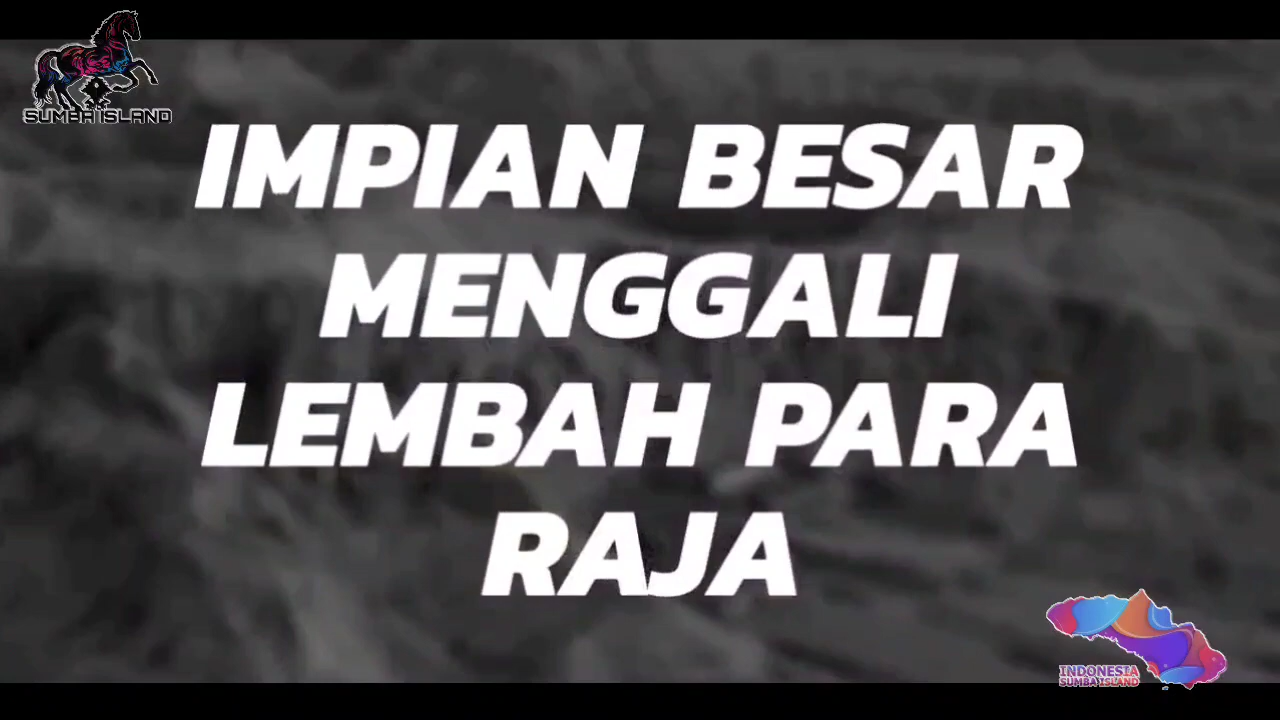 SUMBA ISLAND
IMPIAN BESAR
MENGGALI
LEMBAH PARA
RAJA
INDONESIA
SUMBA ISLAND